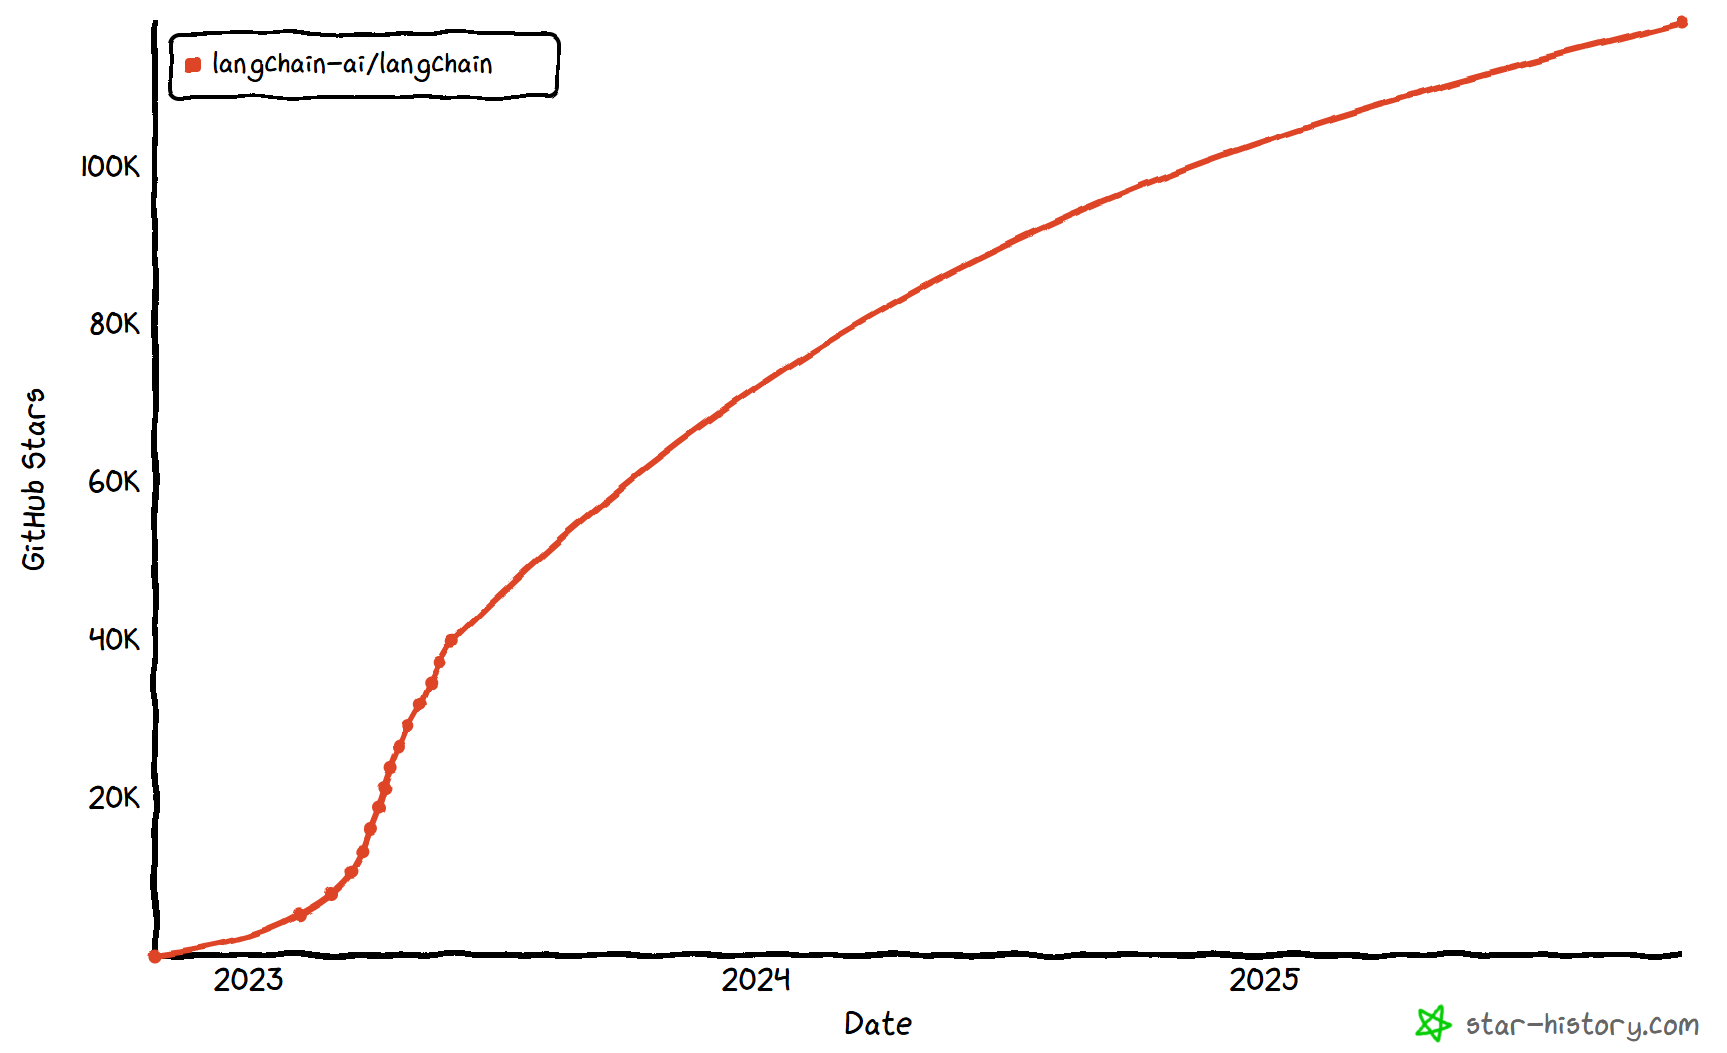 langchain-ai/langchain
100K
80K
60K
40K
20K
GitHub Stars
2023 2024 2025
Date
star-history.com